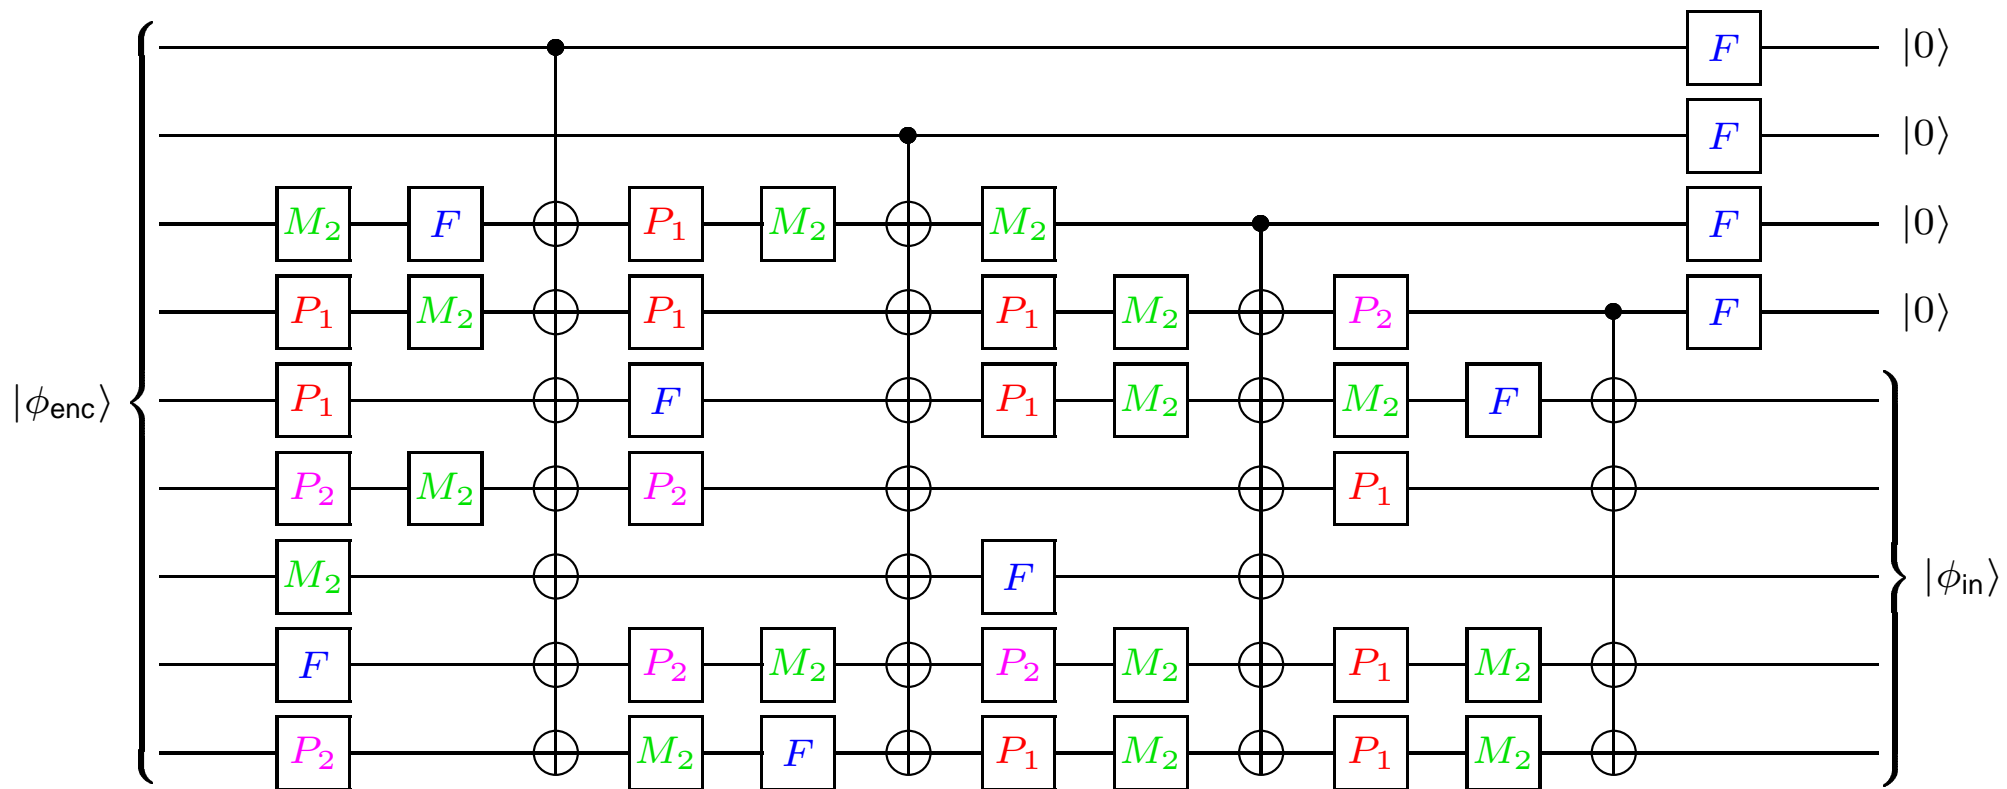 F |0⟩
F |0⟩
M₂ F P₁ M₂ M₂ F |0⟩
P₁ M₂ P₁ P₁ M₂ P₂ F |0⟩
|ϕenc⟩ P₁ F P₁ M₂ M₂ F
P₂ M₂ P₂ P₁
M₂ F |ϕin⟩
F P₂ M₂ P₂ M₂ P₁ M₂
P₂ M₂ F P₁ M₂ P₁ M₂